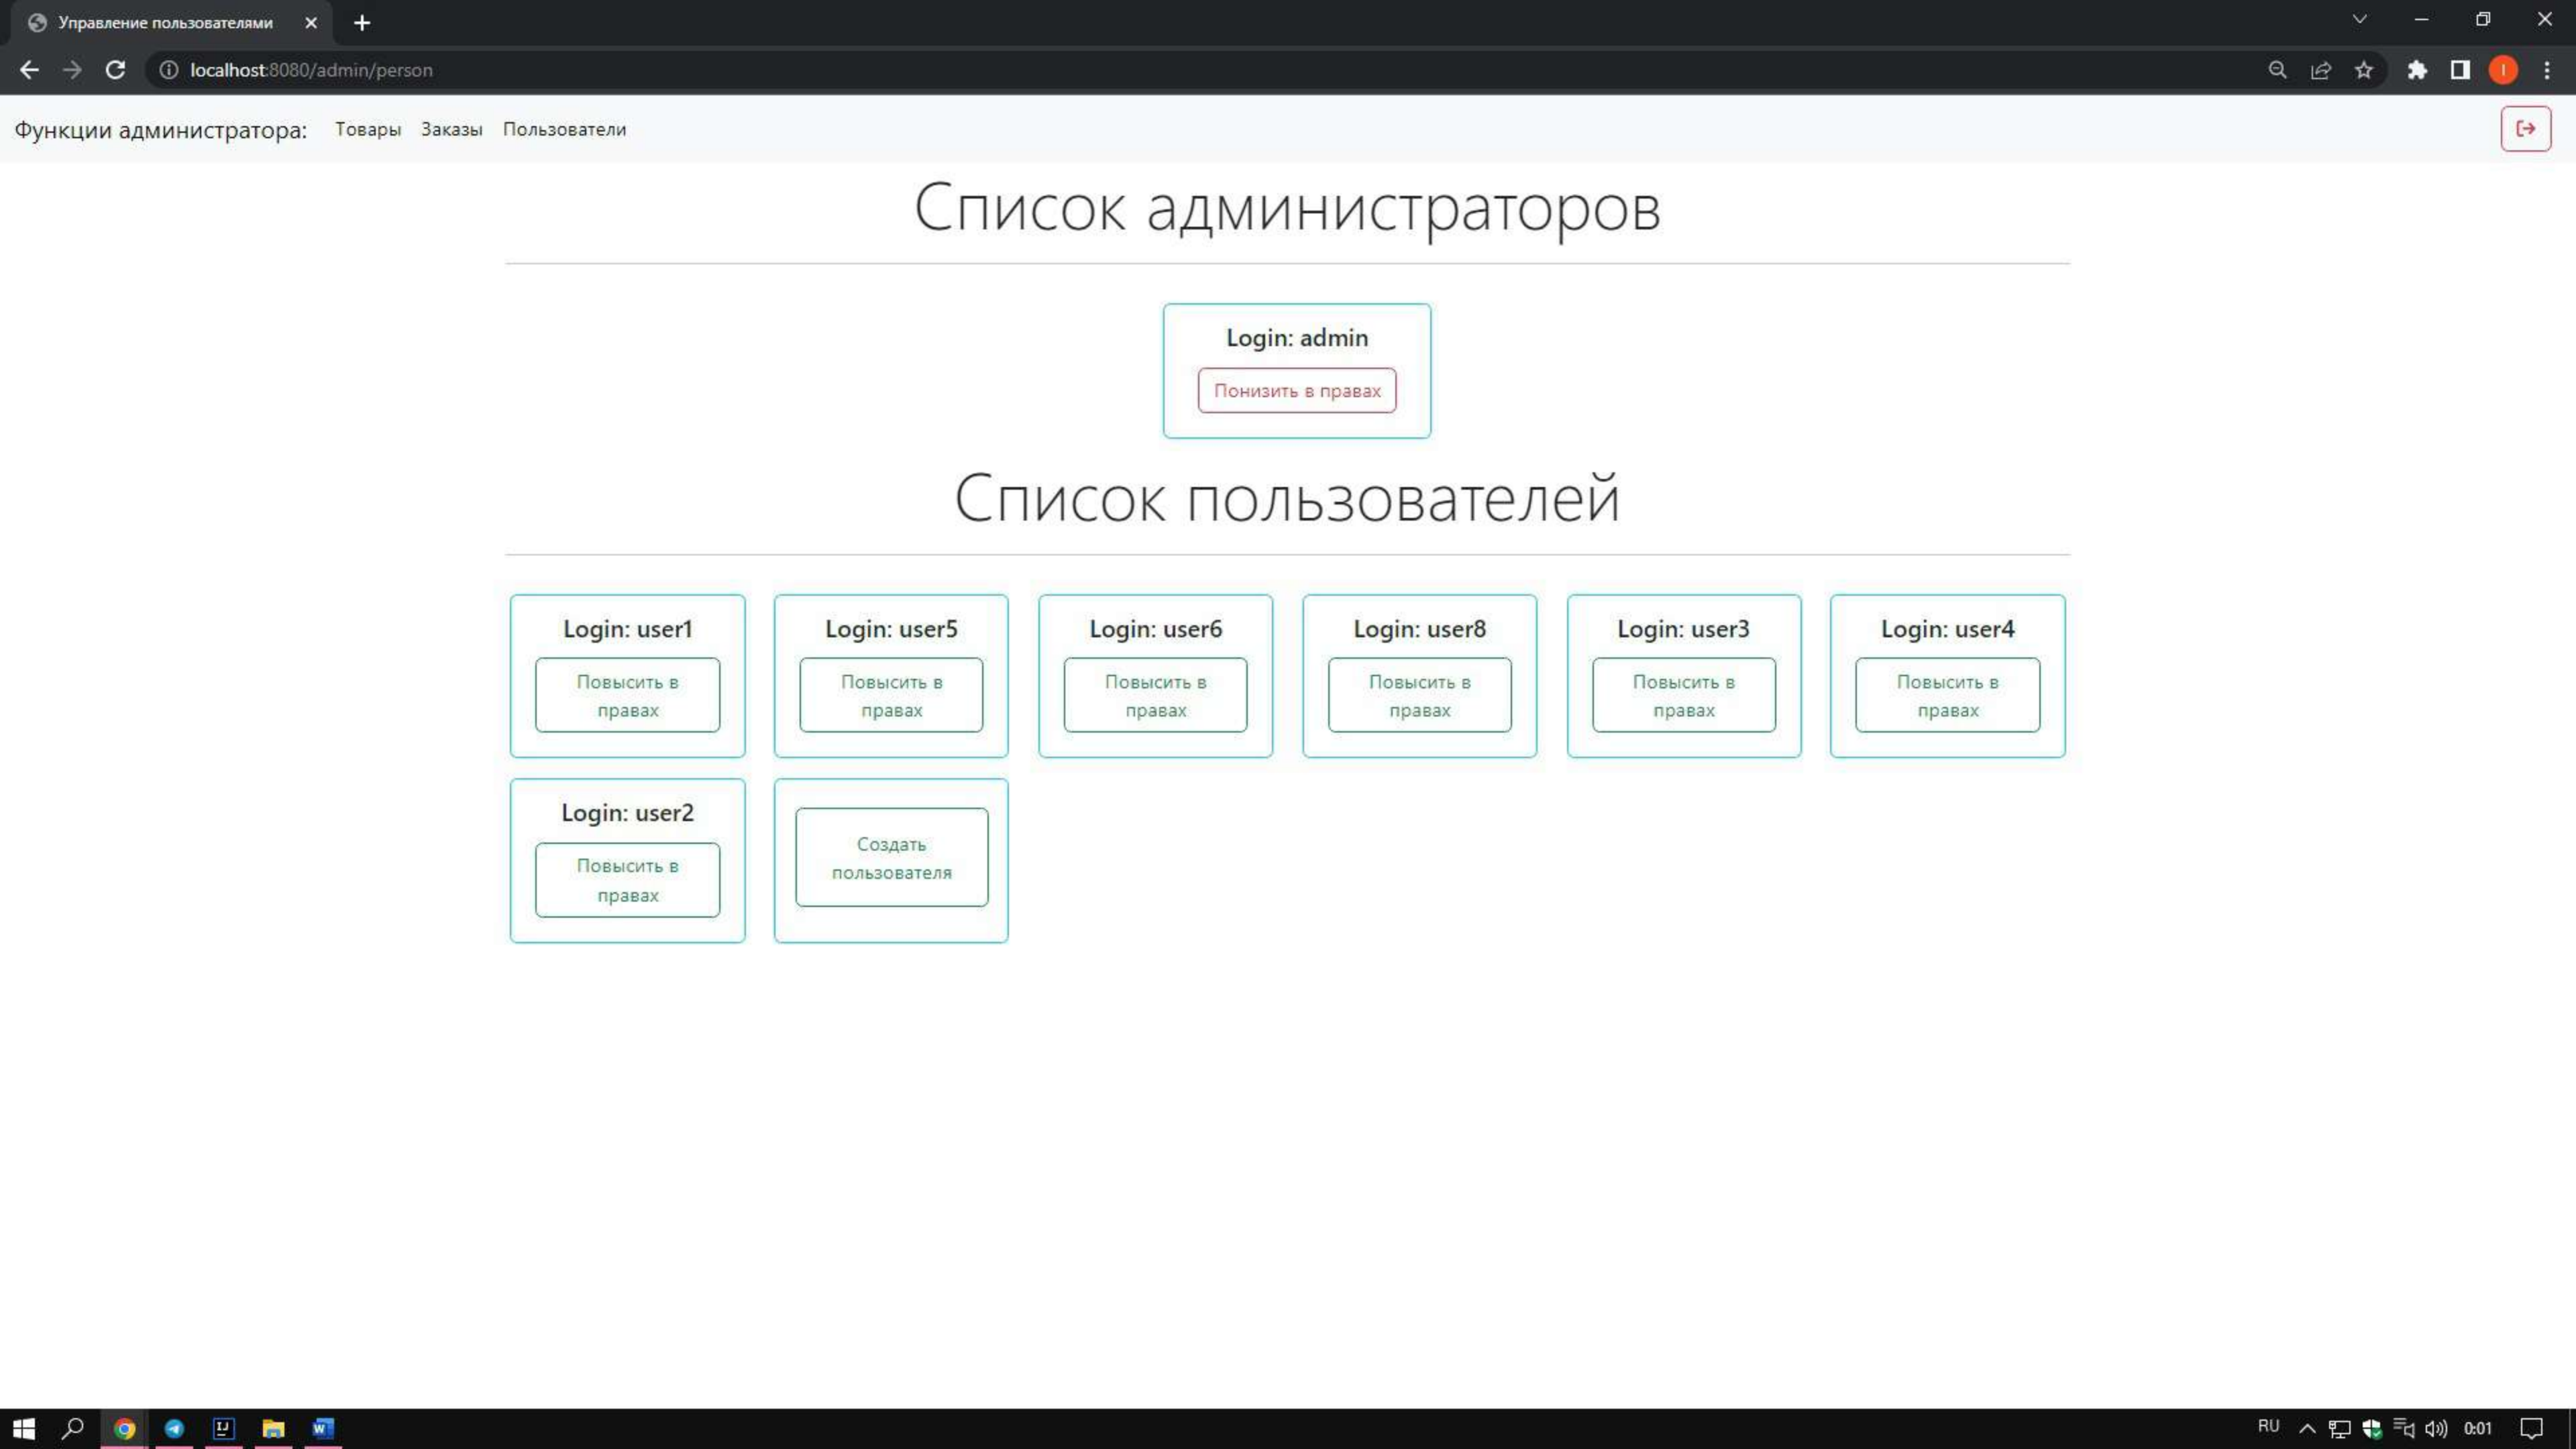 Управление пользователями
localhost:8080/admin/person
Функции администратора: Товары Заказы Пользователи
Список администраторов
Login: admin
Понизить в правах
Список пользователей
Login: user1
Повысить в
правах
Login: user5
Повысить в
правах
Login: user6
Повысить в
правах
Login: user8
Повысить в
правах
Login: user3
Повысить в
правах
Login: user4
Повысить в
правах
Login: user2
Повысить в
правах
Создать
пользователя
RU 0:01